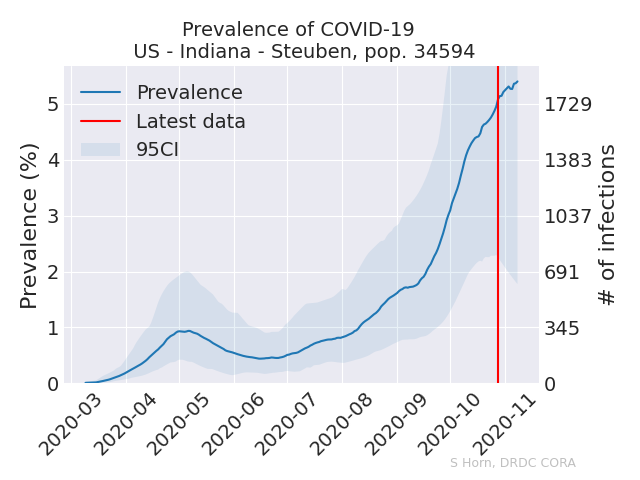 Prevalence of COVID-19
US - Indiana - Steuben, pop. 34594
Prevalence
Latest data
95CI
Prevalence (%)
5
4
3
2
1
0
1729
1383
1037
691
345
0
# of infections
2020-03
2020-04
2020-05
2020-06
2020-07
2020-08
2020-09
2020-10
2020-11
S Horn, DRDC CORA